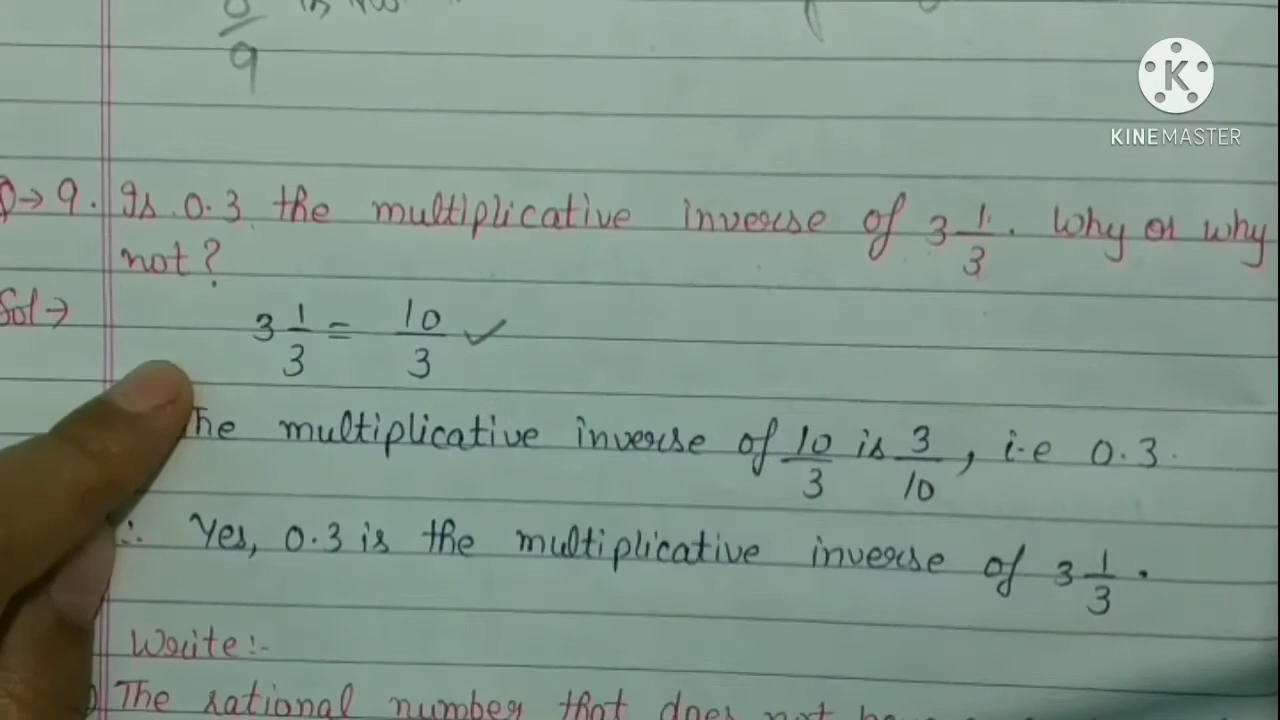 9
K
KINEMASTER
Q→ 9. Is 0.3 the multiplicative inverse of 3 1/3. Why or why
not?
Sol→
3 1/3 = 10/3 ✓
The multiplicative inverse of 10/3 is 3/10, i.e 0.3.
∴ Yes, 0.3 is the multiplicative inverse of 3 1/3.
Write:-
The rational number that does not